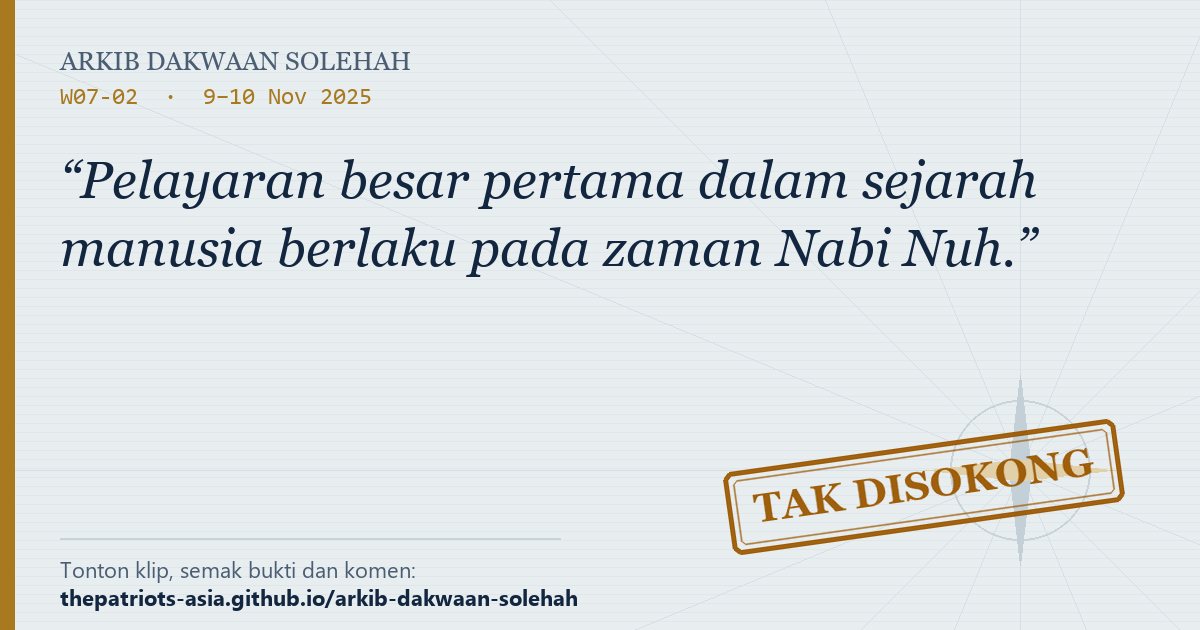 ARKIB DAKWAAN SOLEHAH
W07-02 · 9–10 Nov 2025
“Pelayaran besar pertama dalam sejarah
manusia berlaku pada zaman Nabi Nuh.”
TAK DISOKONG
Tonton klip, semak bukti dan komen:
thepatriots-asia.github.io/arkib-dakwaan-solehah